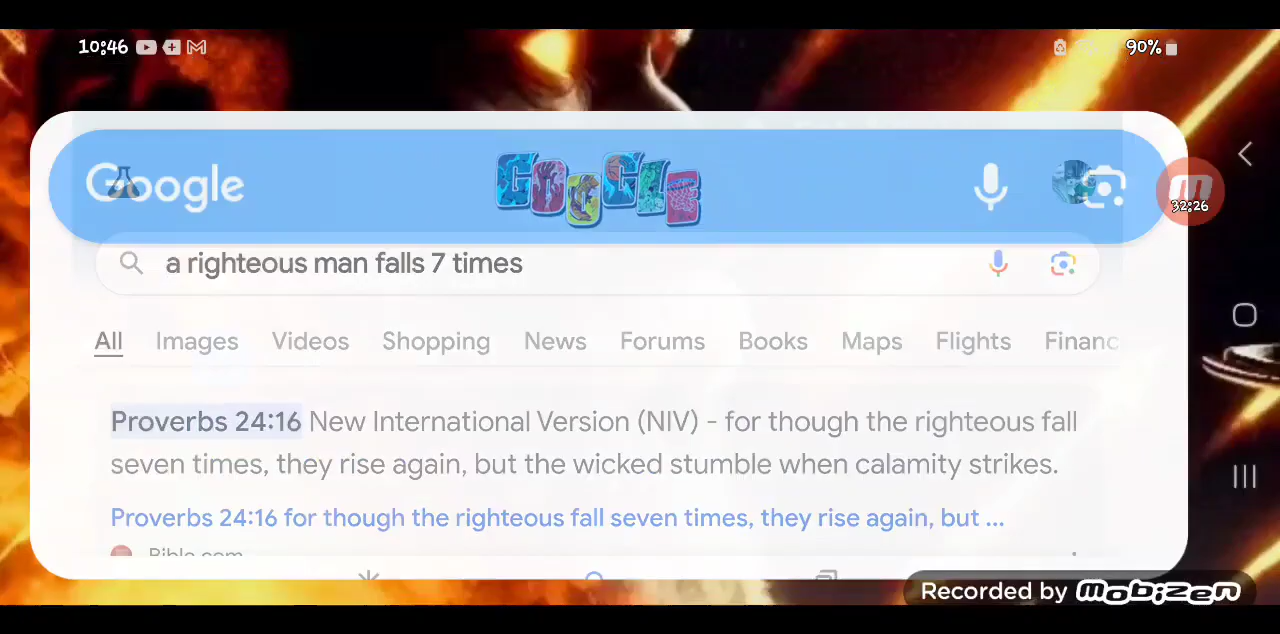 10:46
90%
Google
GOOGLE
32:26
a righteous man falls 7 times
All Images Videos Shopping News Forums Books Maps Flights Financ
Proverbs 24:16 New International Version (NIV) - for though the righteous fall
seven times, they rise again, but the wicked stumble when calamity strikes.
Proverbs 24:16 for though the righteous fall seven times, they rise again, but ...
Bible.com
Recorded by mobizen